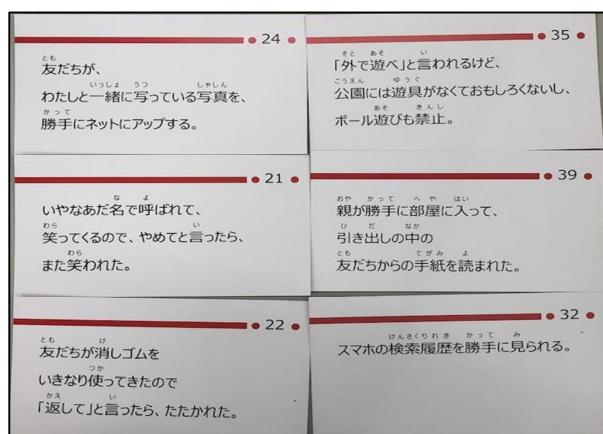 24
友だちが、
わたしと一緒に写っている写真を、
勝手にネットにアップする。
21
いやなあだ名で呼ばれて、
笑ってくるので、やめてと言ったら、
また笑われた。
22
友だちが消しゴムを
いきなり使ってきたので
「返して」と言ったら、たたかれた。
35
「外で遊べ」と言われるけど、
公園には遊具がなくておもしろくないし、
ボール遊びも禁止。
39
親が勝手に部屋に入って、
引き出しの中の
友だちからの手紙を読まれた。
32
スマホの検索履歴を勝手に見られる。